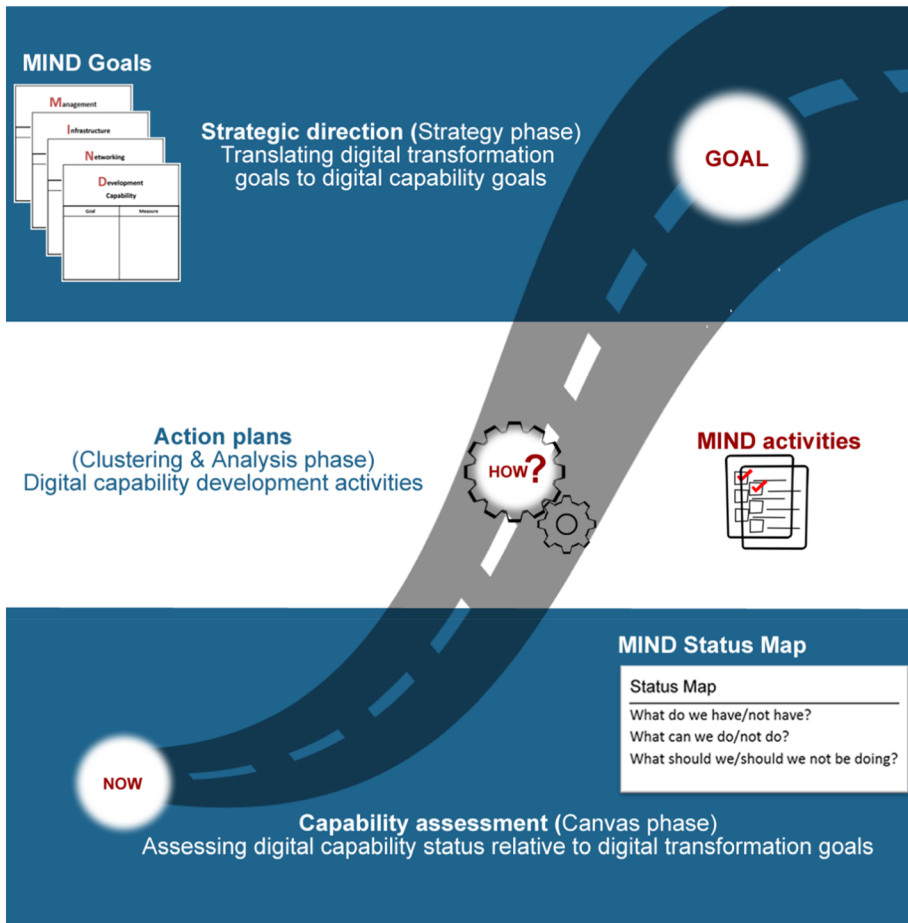 MIND Goals
Management
Infrastructure
Networking
Development
Capability
Goal Measure
Strategic direction (Strategy phase)
Translating digital transformation
goals to digital capability goals
GOAL
Action plans
(Clustering & Analysis phase)
Digital capability development activities
HOW?
MIND activities
MIND Status Map
Status Map
What do we have/not have?
What can we do/not do?
What should we/should we not be doing?
NOW
Capability assessment (Canvas phase)
Assessing digital capability status relative to digital transformation goals